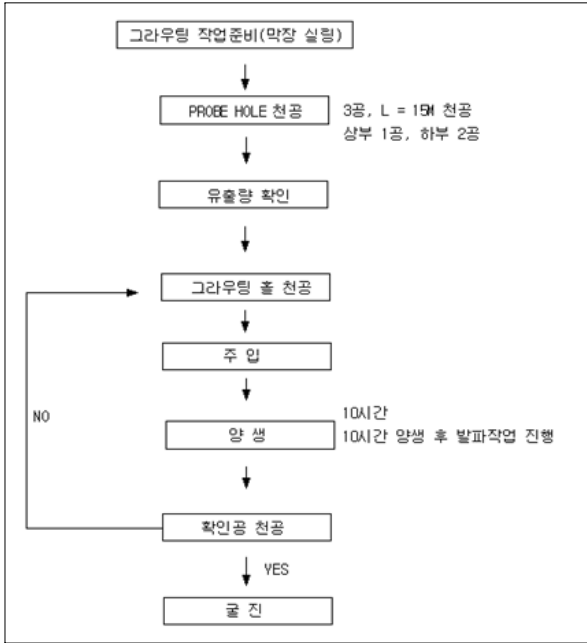 그라우팅 작업준비(막장 실링)
PROBE HOLE 천공
3공, L = 15M 천공
상부 1공, 하부 2공
유출량 확인
그라우팅 홀 천공
주 입
NO
10시간
양 생
10시간 양생 후 발파작업 진행
확인공 천공
YES
굴 진